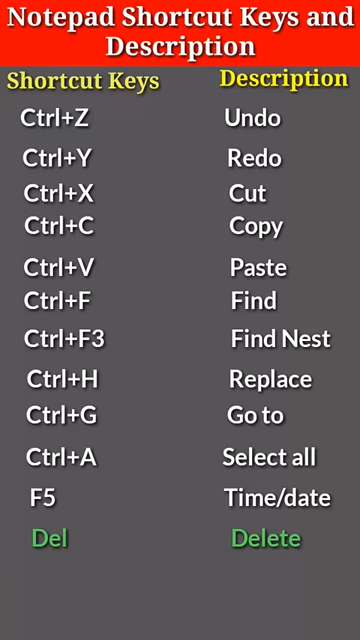 Notepad Shortcut Keys and
Description
Shortcut Keys Description
Ctrl+Z Undo
Ctrl+Y Redo
Ctrl+X Cut
Ctrl+C Copy
Ctrl+V Paste
Ctrl+F Find
Ctrl+F3 Find Nest
Ctrl+H Replace
Ctrl+G Go to
Ctrl+A Select all
F5 Time/date
Del Delete